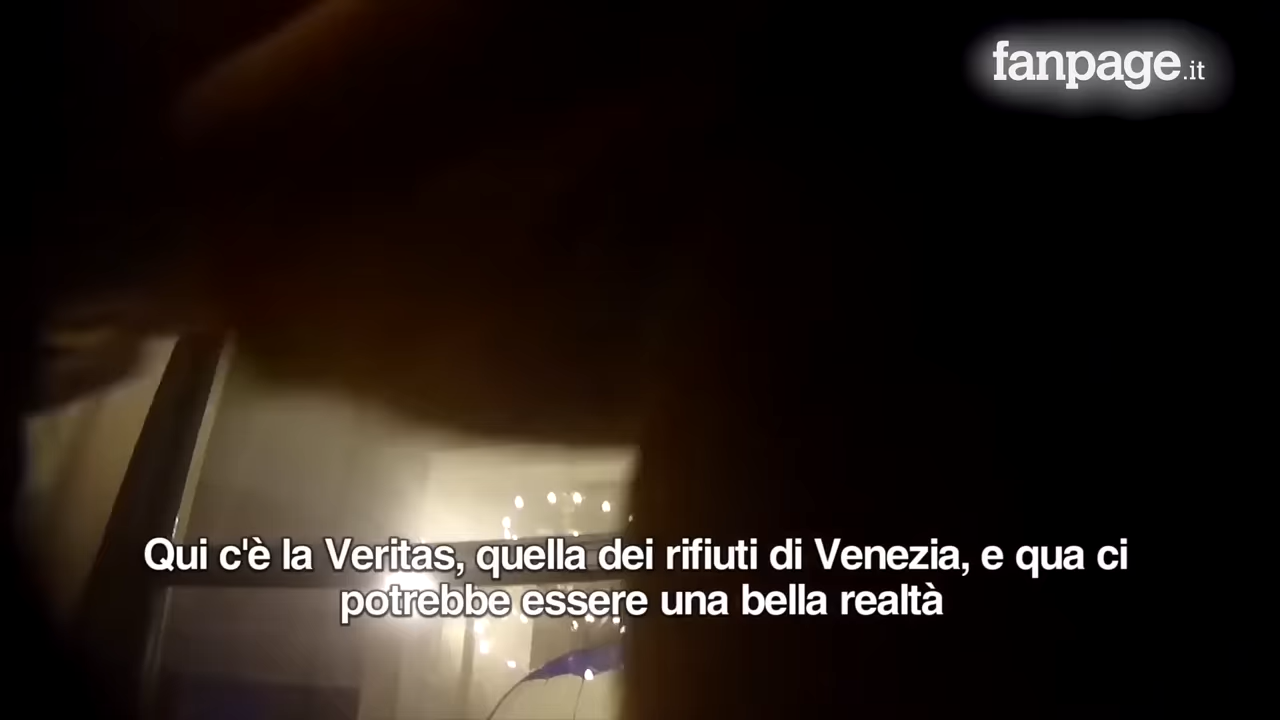 fanpage.it
Qui c'è la Veritas, quella dei rifiuti di Venezia, e qua ci
potrebbe essere una bella realtà